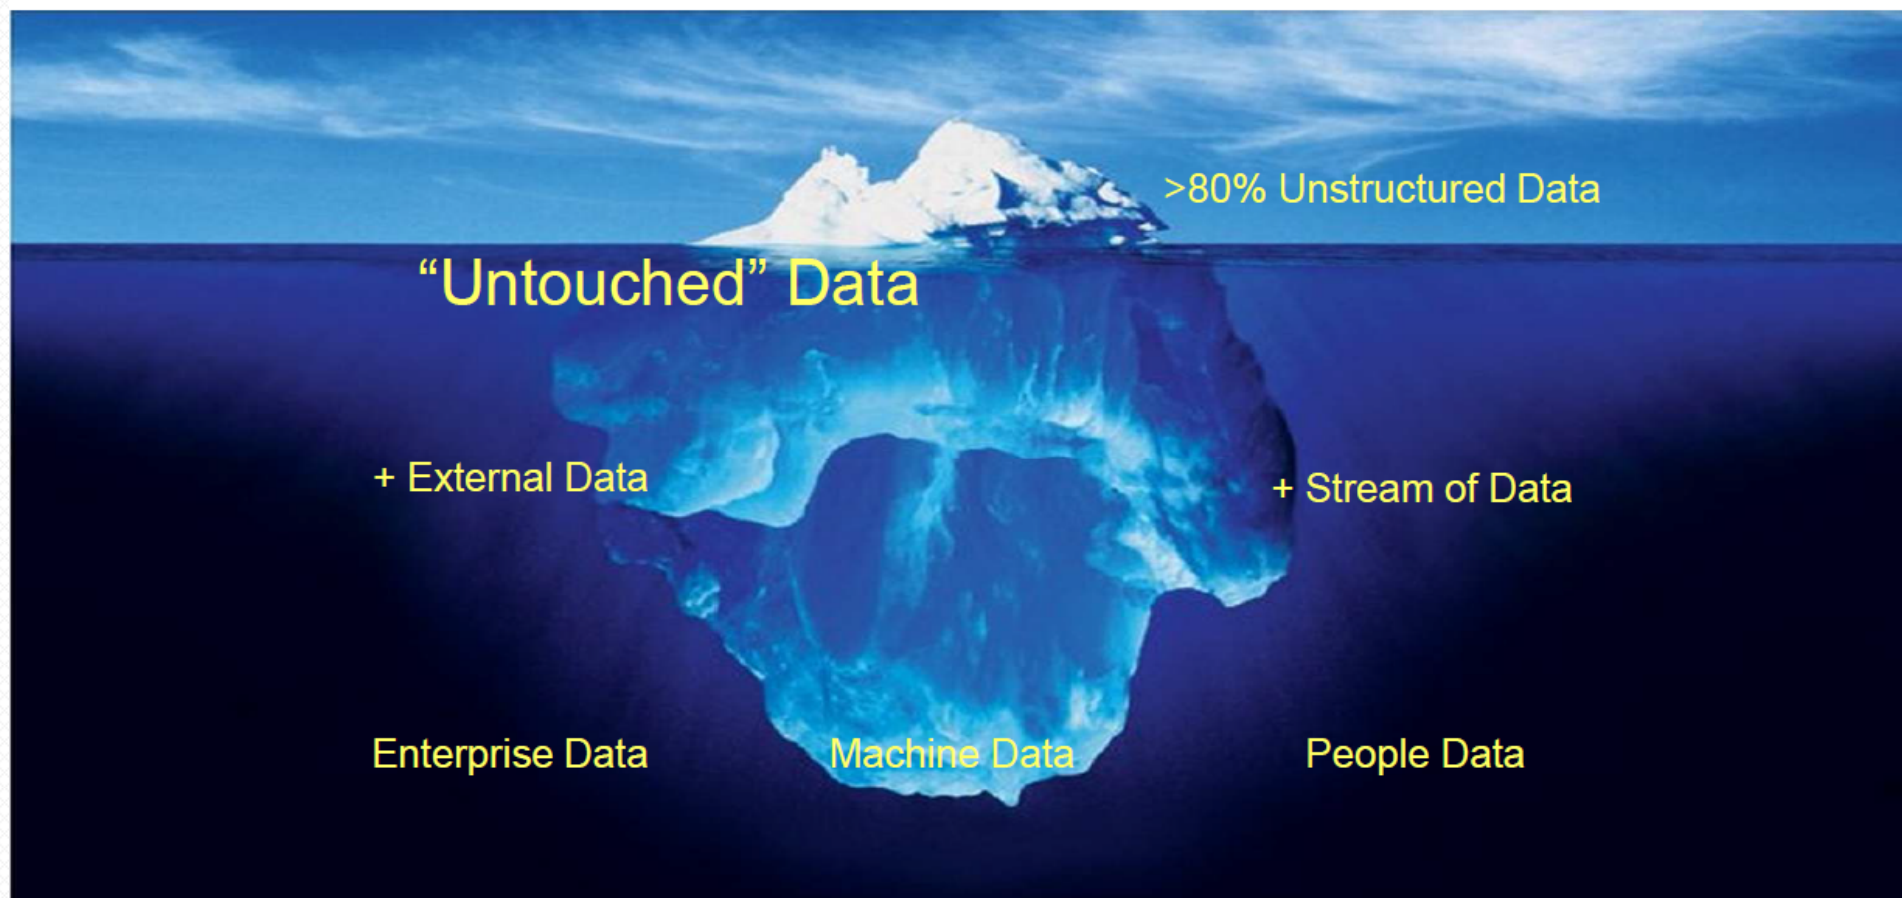 >80% Unstructured Data
“Untouched” Data
+ External Data
+ Stream of Data
Enterprise Data
Machine Data
People Data